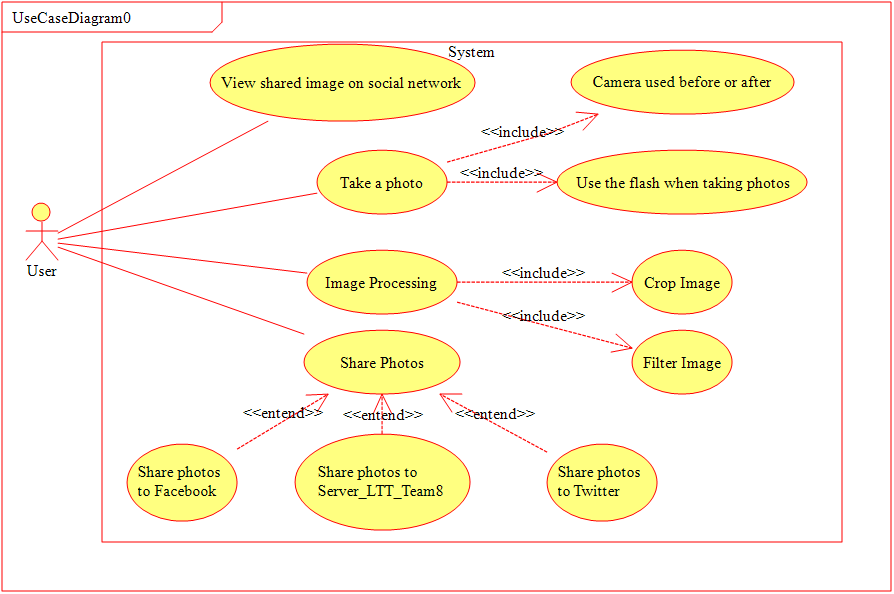 UseCaseDiagram0
System
View shared image on social network
Camera used before or after
<<include>>
Take a photo
<<include>>
Use the flash when taking photos
User
Image Processing
<<include>>
Crop Image
<<include>>
Share Photos
Filter Image
<<entend>>
<<entend>>
<<entend>>
Share photos
to Facebook
Share photos to
Server_LTT_Team8
Share photos
to Twitter